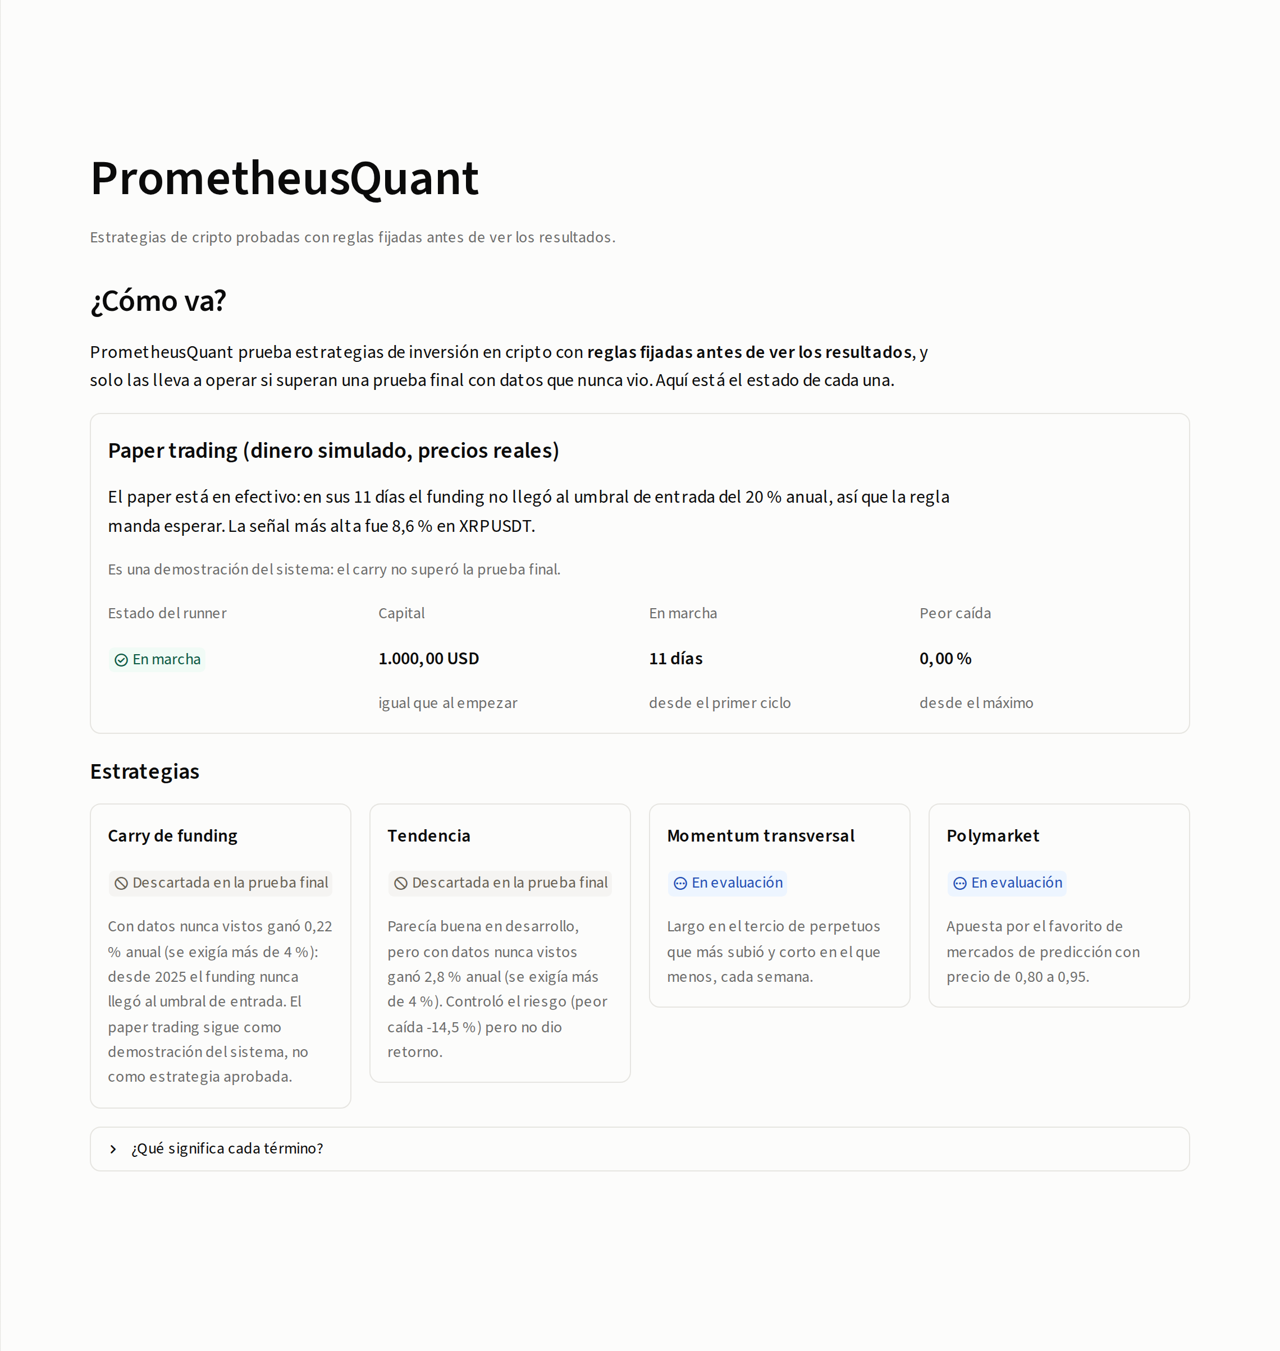 PrometheusQuant
Estrategias de cripto probadas con reglas fijadas antes de ver los resultados.
¿Cómo va?
PrometheusQuant prueba estrategias de inversión en cripto con reglas fijadas antes de ver los resultados, y
solo las lleva a operar si superan una prueba final con datos que nunca vio. Aquí está el estado de cada una.
Paper trading (dinero simulado, precios reales)
El paper está en efectivo: en sus 11 días el funding no llegó al umbral de entrada del 20 % anual, así que la regla
manda esperar. La señal más alta fue 8,6 % en XRPUSDT.
Es una demostración del sistema: el carry no superó la prueba final.
Estado del runner
En marcha
Capital
1.000,00 USD
igual que al empezar
En marcha
11 días
desde el primer ciclo
Peor caída
0,00 %
desde el máximo
Estrategias
Carry de funding
Descartada en la prueba final
Con datos nunca vistos ganó 0,22
% anual (se exigía más de 4 %):
desde 2025 el funding nunca
llegó al umbral de entrada. El
paper trading sigue como
demostración del sistema, no
como estrategia aprobada.
Tendencia
Descartada en la prueba final
Parecía buena en desarrollo,
pero con datos nunca vistos
ganó 2,8 % anual (se exigía más
de 4 %). Controló el riesgo (peor
caída -14,5 %) pero no dio
retorno.
Momentum transversal
En evaluación
Largo en el tercio de perpetuos
que más subió y corto en el que
menos, cada semana.
Polymarket
En evaluación
Apuesta por el favorito de
mercados de predicción con
precio de 0,80 a 0,95.
¿Qué significa cada término?